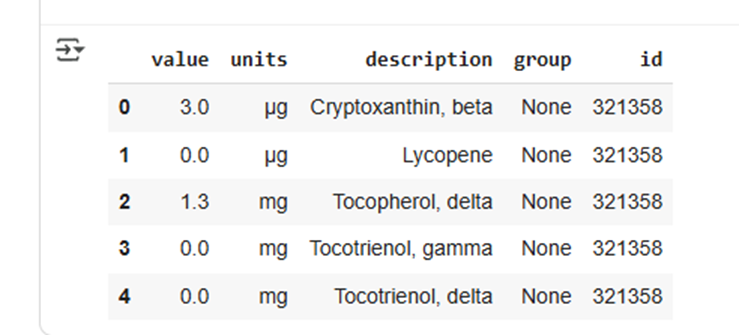 value units description group id
0 3.0 µg Cryptoxanthin, beta None 321358
1 0.0 µg Lycopene None 321358
2 1.3 mg Tocopherol, delta None 321358
3 0.0 mg Tocotrienol, gamma None 321358
4 0.0 mg Tocotrienol, delta None 321358